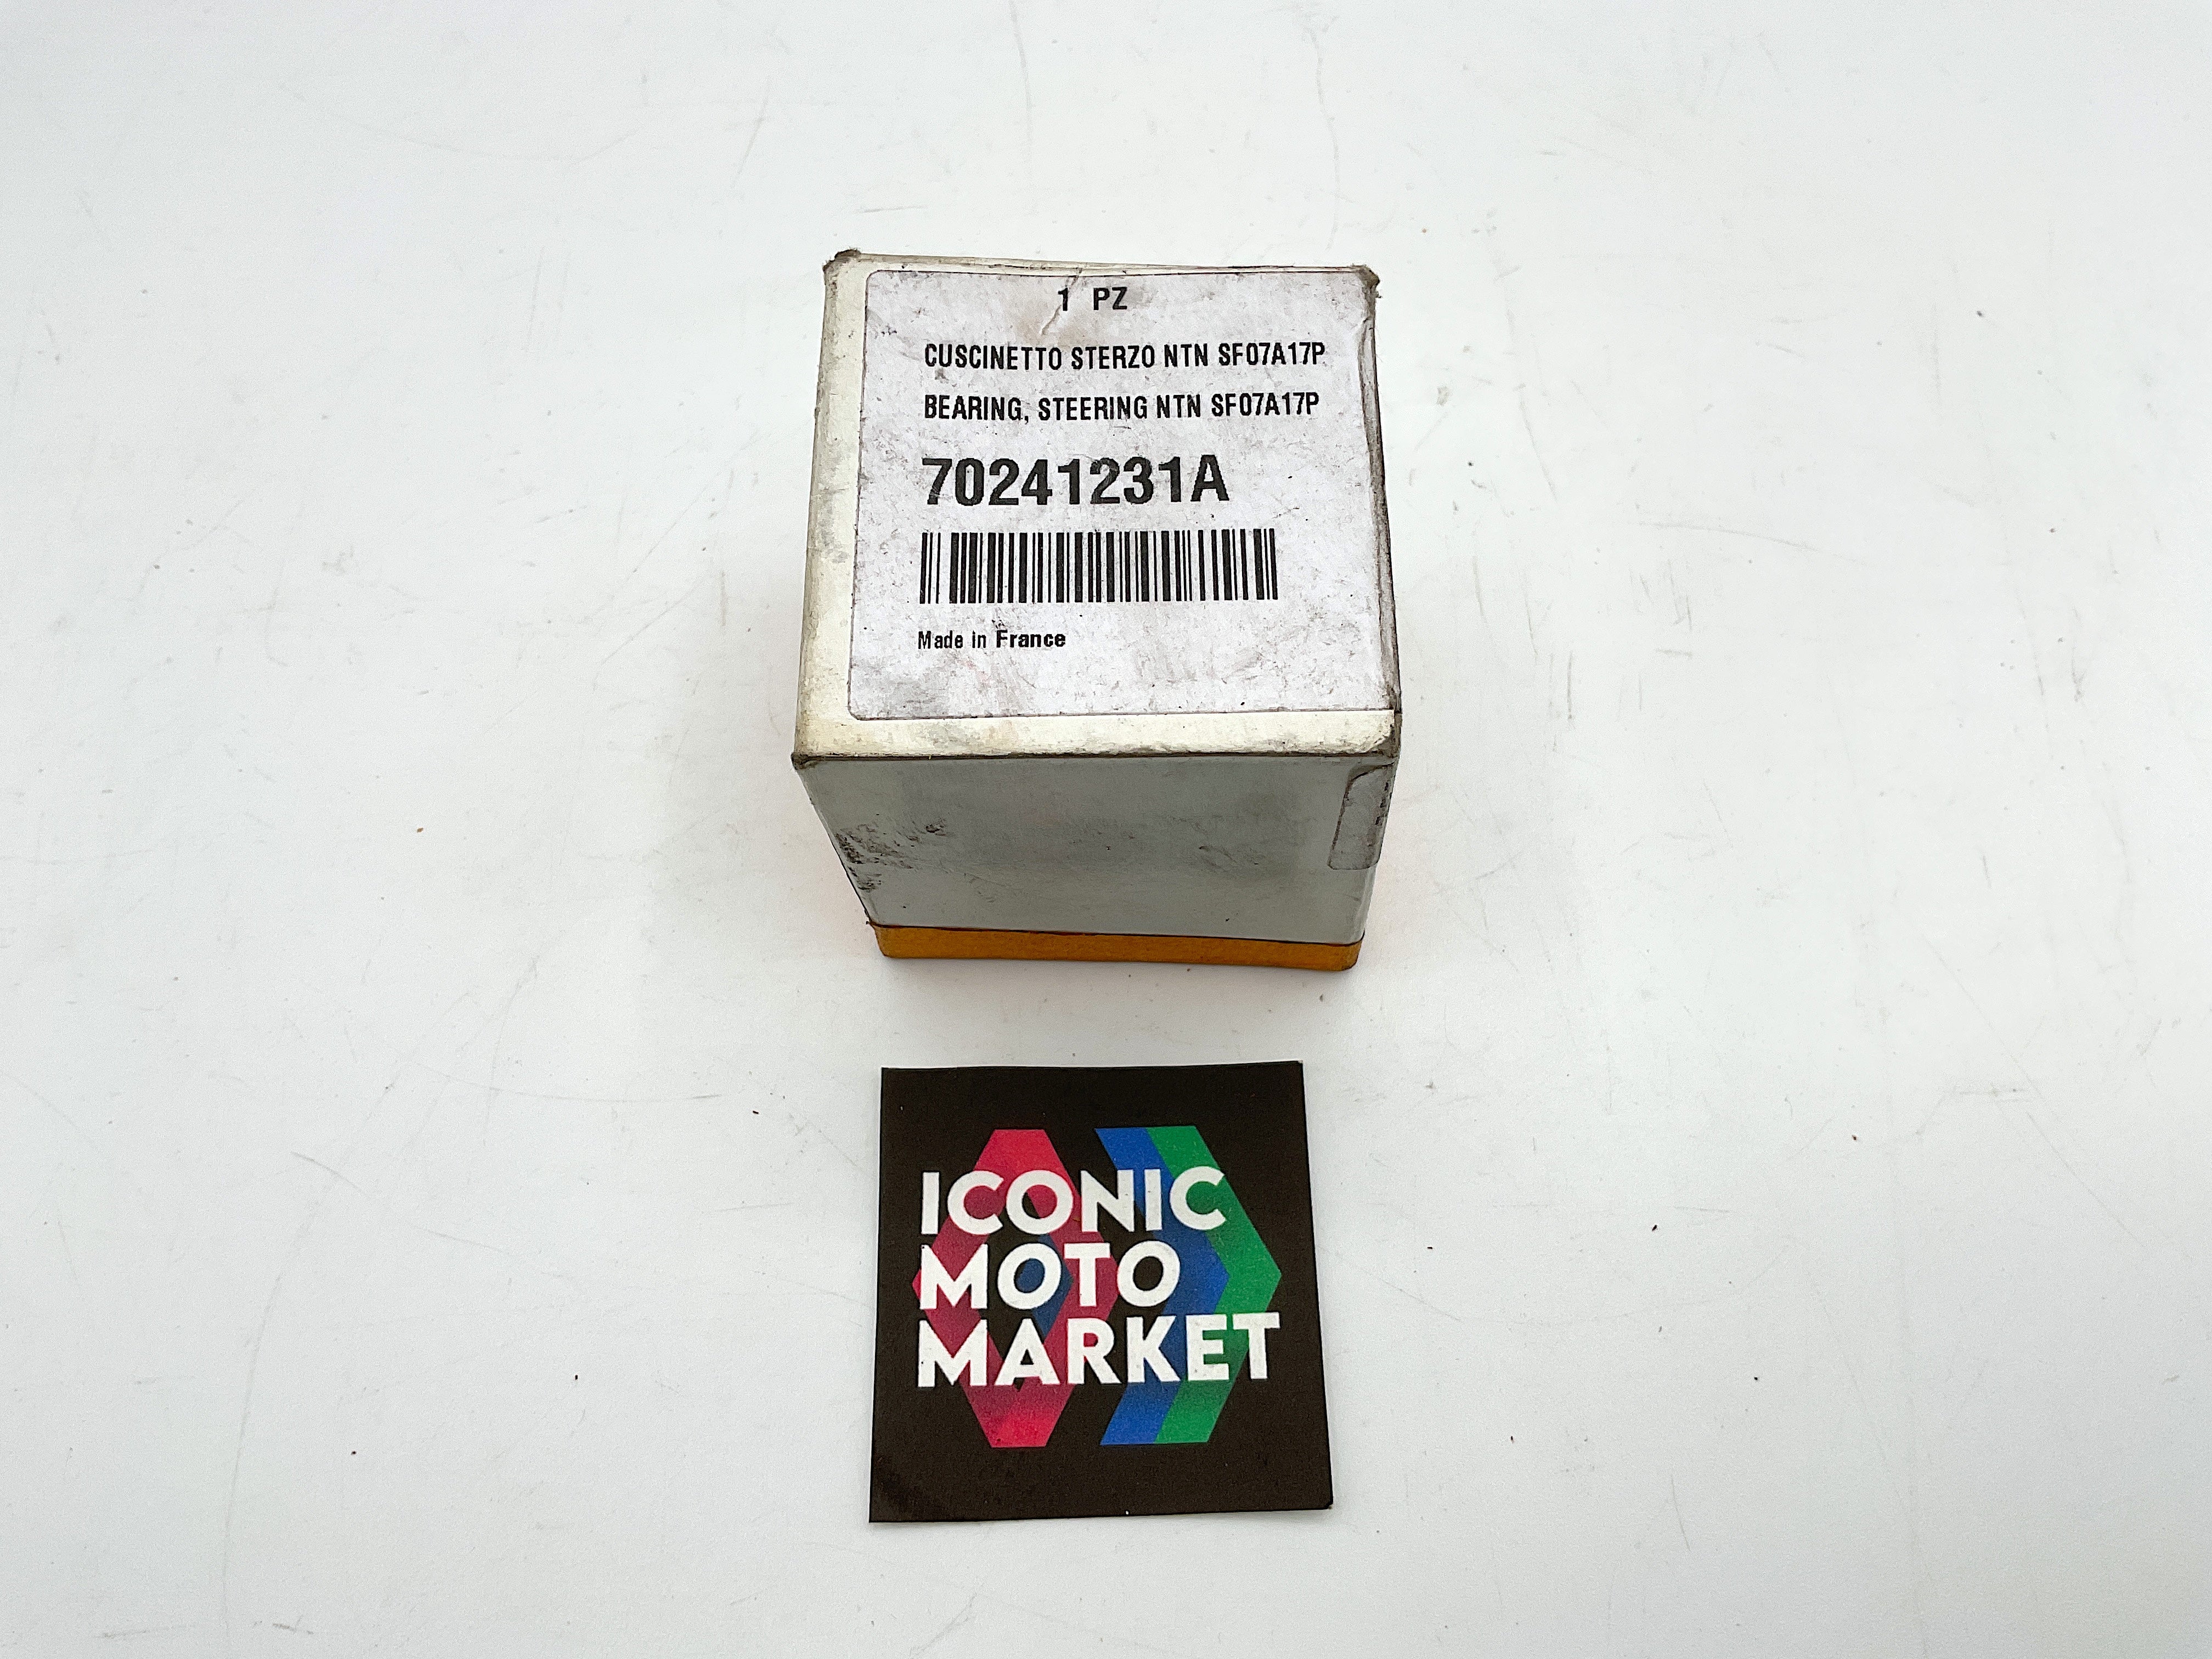 1 PZ
CUSCINETTO STERZO NTN SF07A17P
BEARING, STEERING NTN SF07A17P
70241231A
Made in France
ICONIC
MOTO
MARKET